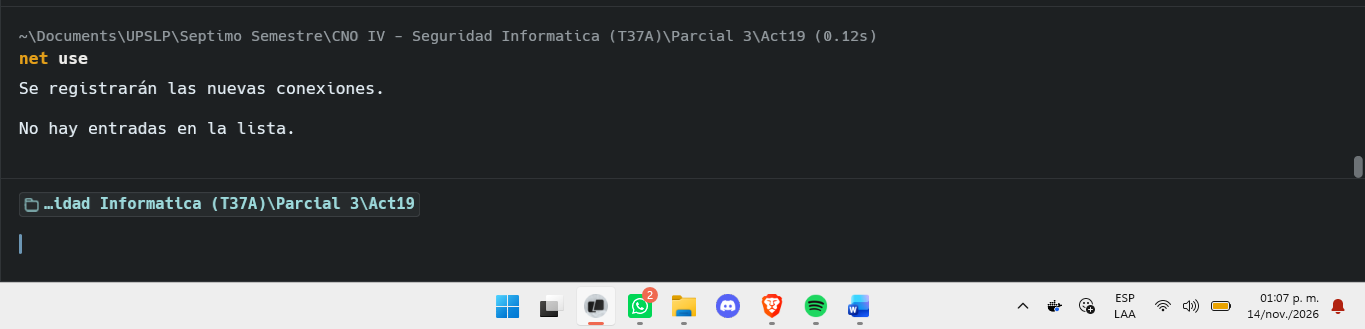 ~\Documents\UPSLP\Septimo Semestre\CNO IV - Seguridad Informatica (T37A)\Parcial 3\Act19 (0.12s)
net use
Se registrarán las nuevas conexiones.
No hay entradas en la lista.
…idad Informatica (T37A)\Parcial 3\Act19
2
W
ESP
LAA
01:07 p. m.
14/nov./2026